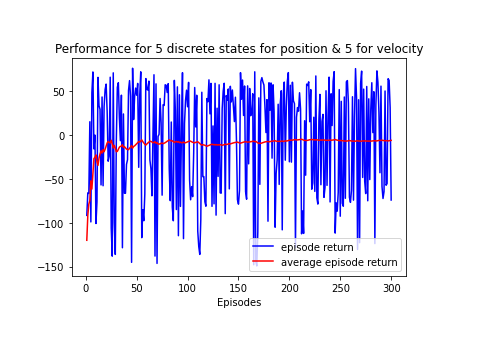 Performance for 5 discrete states for position & 5 for velocity
50
0
−50
−100
−150
0 50 100 150 200 250 300
Episodes
episode return
average episode return